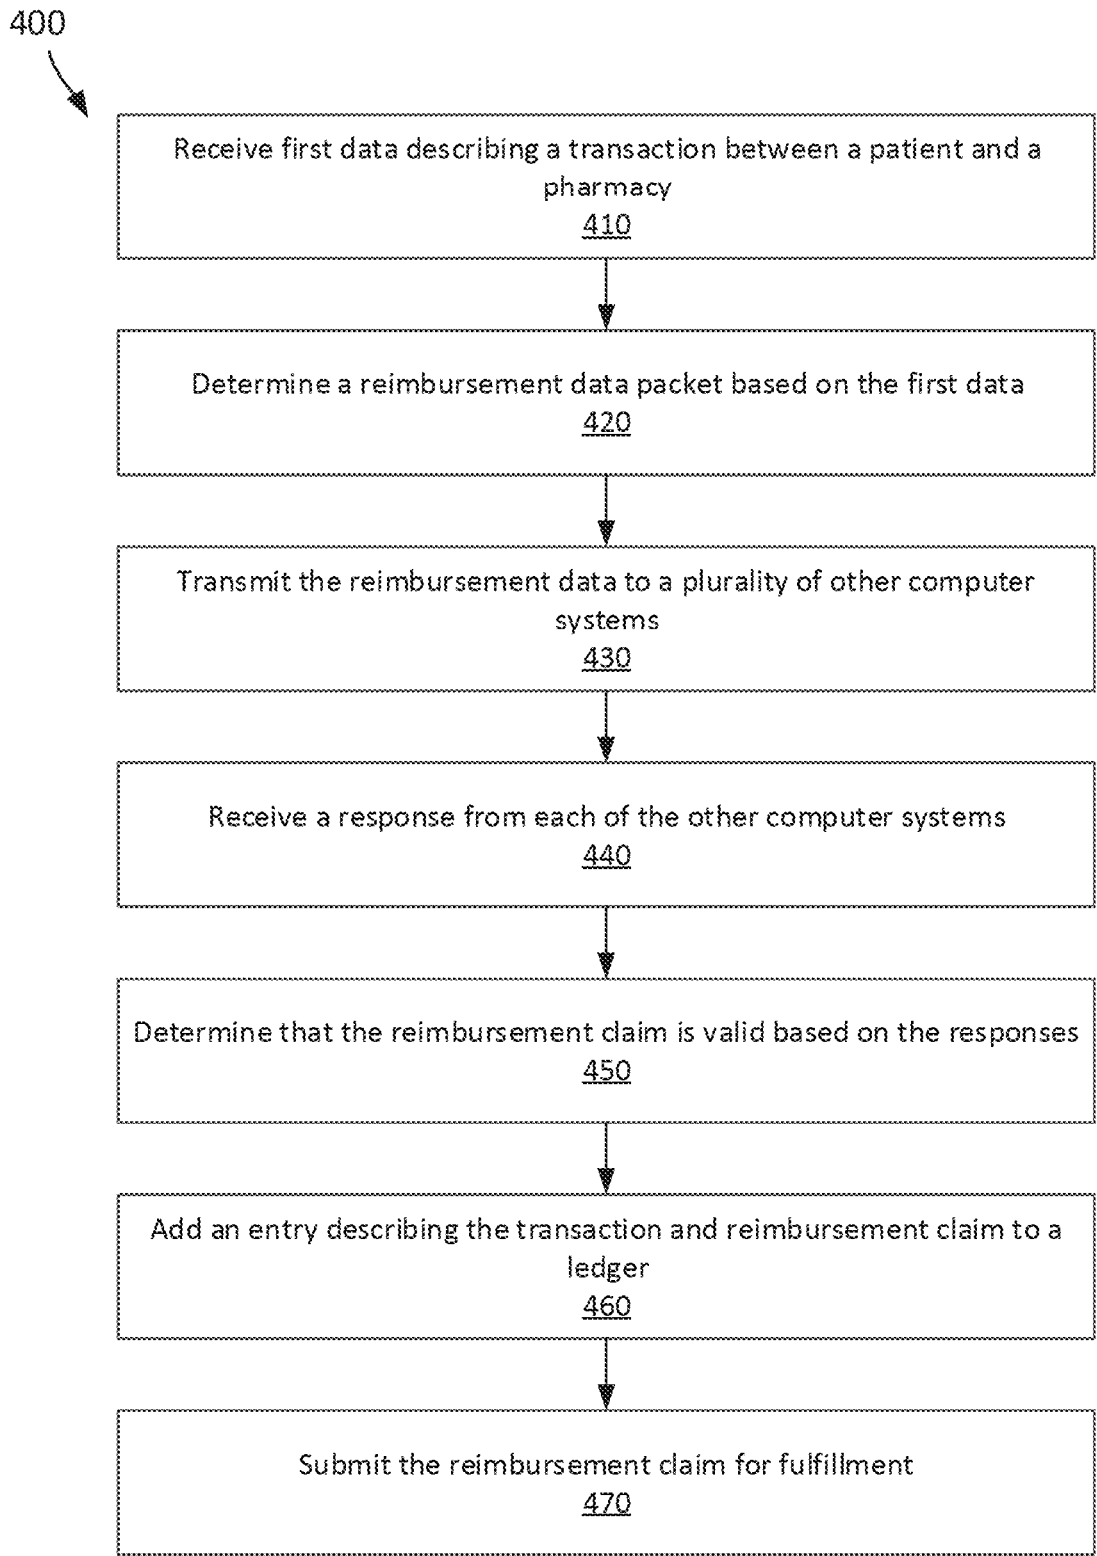 400
Receive first data describing a transaction between a patient and a
pharmacy
410
Determine a reimbursement data packet based on the first data
420
Transmit the reimbursement data to a plurality of other computer
systems
430
Receive a response from each of the other computer systems
440
Determine that the reimbursement claim is valid based on the responses
450
Add an entry describing the transaction and reimbursement claim to a
ledger
460
Submit the reimbursement claim for fulfillment
470